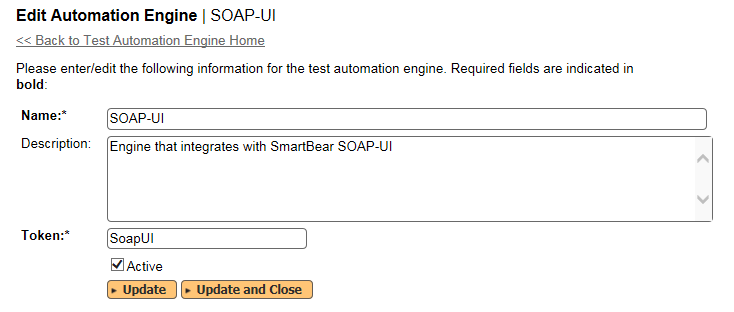 Edit Automation Engine | SOAP-UI
<< Back to Test Automation Engine Home
Please enter/edit the following information for the test automation engine. Required fields are indicated in
bold:
Name:* SOAP-UI
Description: Engine that integrates with SmartBear SOAP-UI
Token:* SoapUI
Active
Update Update and Close